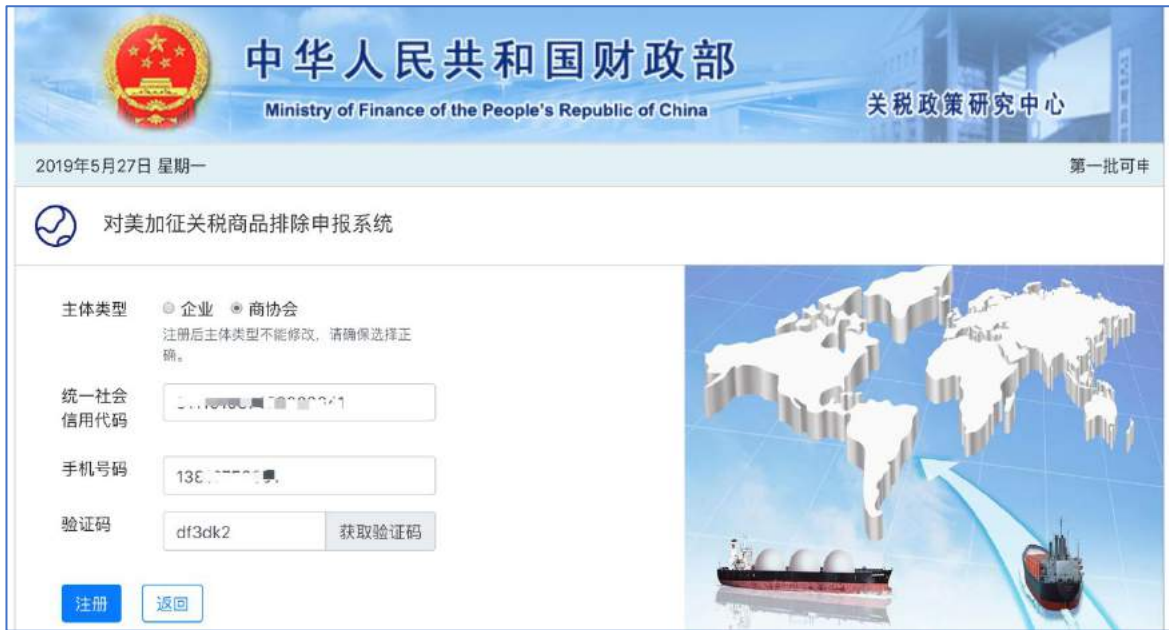 中华人民共和国财政部
Ministry of Finance of the People's Republic of China
关税政策研究中心
2019年5月27日 星期一
第一批可申
对美加征关税商品排除申报系统
主体类型
企业 商协会
注册后主体类型不能修改，请确保选择正
确。
统一社会
信用代码
手机号码
138
验证码
df3dk2
获取验证码
注册
返回